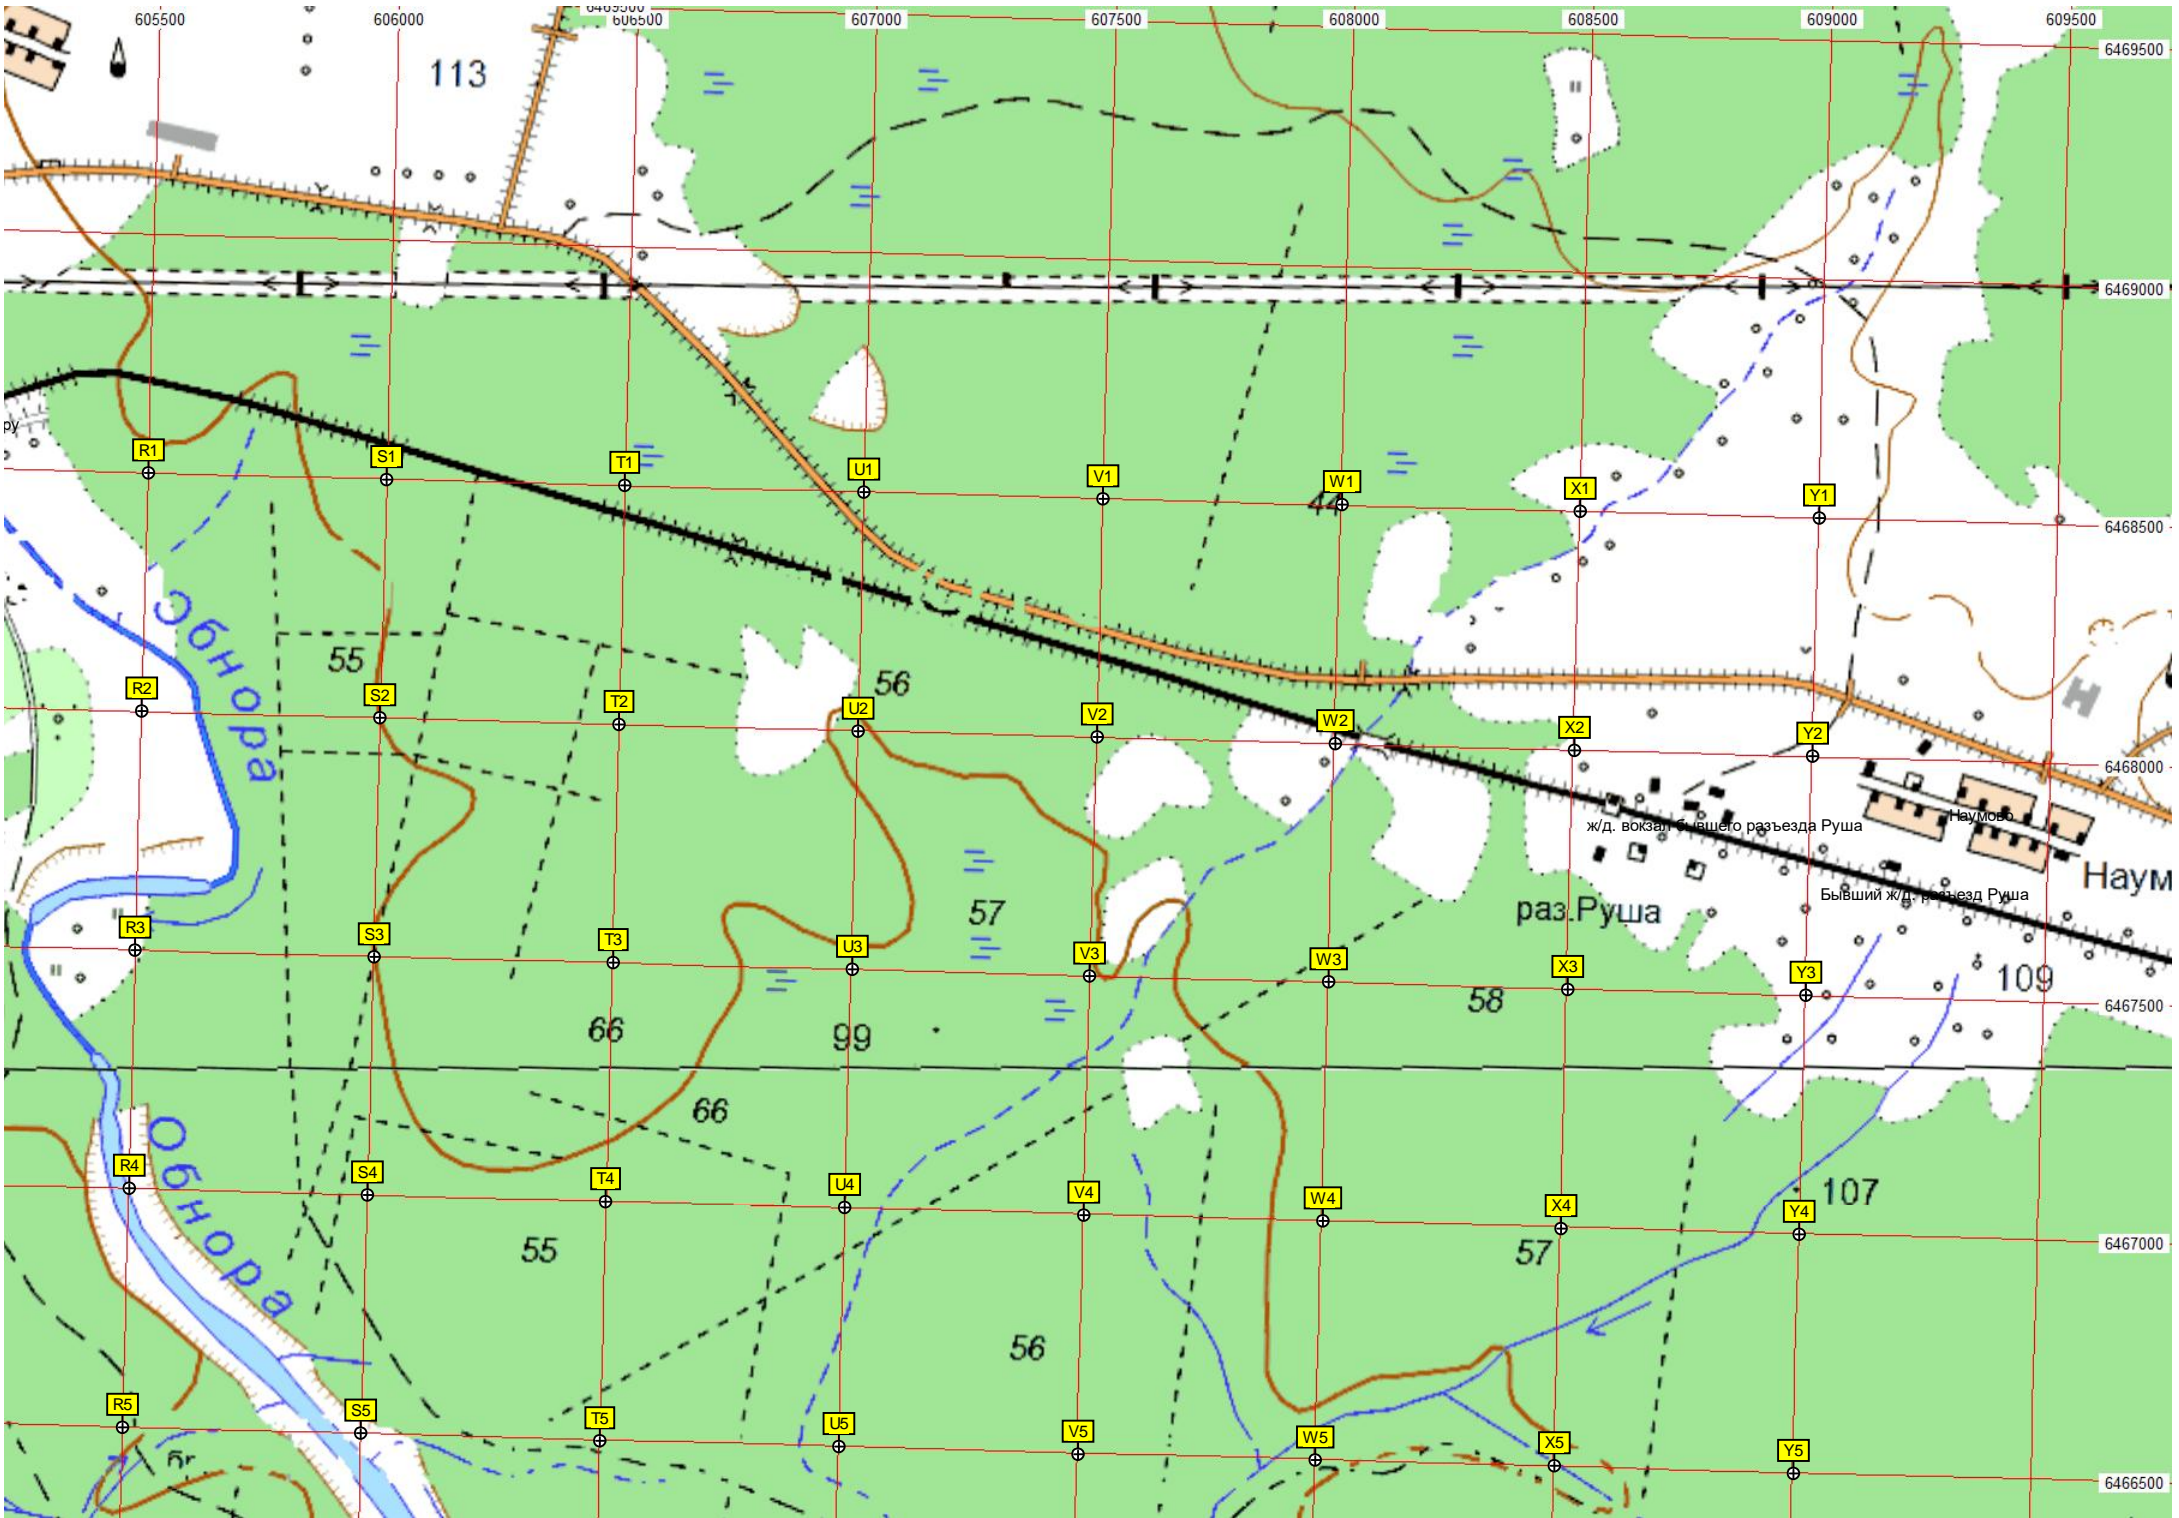 6469500
605500 606000 606500 607000 607500 608000 608500 609000 609500
6469500
113
6469000
ру
R1 S1 T1 U1 V1 W1 X1 Y1
44
6468500
Обнора
55
56
R2 S2 T2 U2 V2 W2 X2 Y2
6468000
Наумово
ж/д. вокзал бывшего разъезда Руша
Наум
Бывший ж/д. разъезд Руша
57
раз.Руша
R3 S3 T3 U3 V3 W3 X3 Y3
109
58
6467500
66
99
66
Обнора
R4 S4 T4 U4 V4 W4 X4 Y4
107
6467000
55
57
56
R5 S5 T5 U5 V5 W5 X5 Y5
бр.
6466500